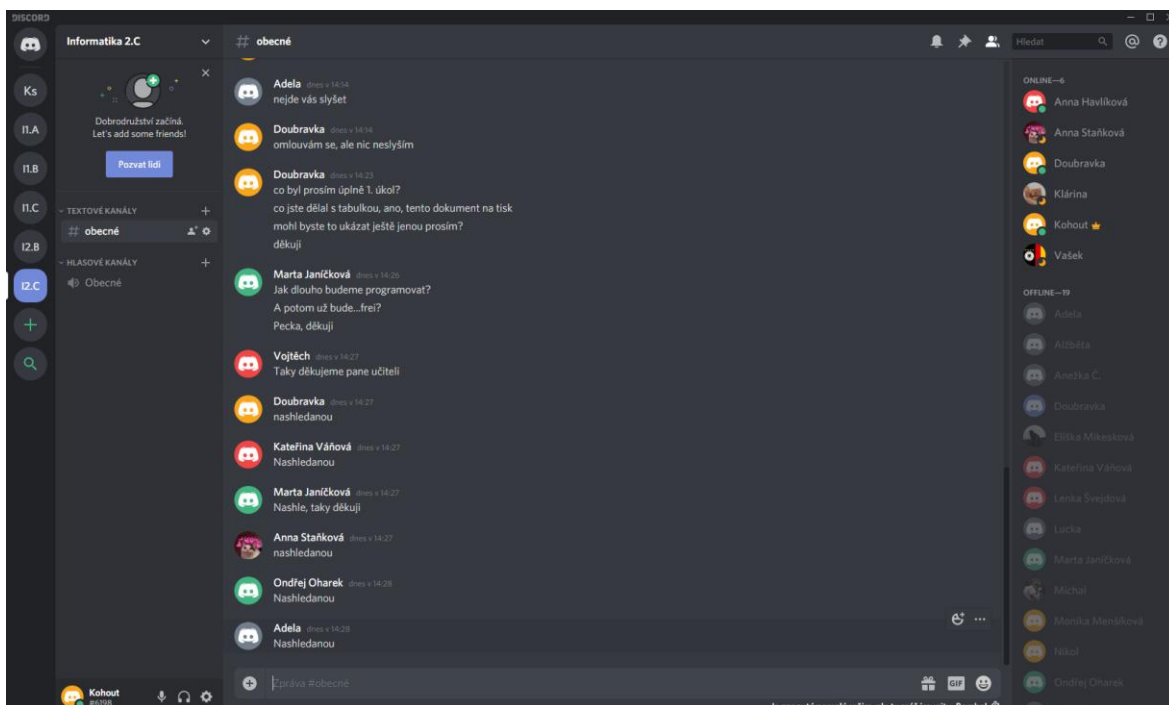 DISCORD
Informatika 2.C
# obecné
Hledat
Ks
I1.A
I1.B
I1.C
I2.B
I2.C
Dobrodružství začíná.
Let's add some friends!
Pozvat lidi
TEXTOVÉ KANÁLY
# obecné
HLASOVÉ KANÁLY
Obecné
Adela dnes v 14:14
nejde vás slyšet
Doubravka dnes v 14:14
omlouvám se, ale nic neslyším
Doubravka dnes v 14:23
co byl prosím úplně 1. úkol?
co jste dělal s tabulkou, ano, tento dokument na tisk
mohl byste to ukázat ještě jenou prosím?
děkuji
Marta Janíčková dnes v 14:26
Jak dlouho budeme programovat?
A potom už bude...frei?
Pecka, děkuji
Vojtěch dnes v 14:27
Taky děkujeme pane učiteli
Doubravka dnes v 14:27
nashledanou
Kateřina Váňová dnes v 14:27
Nashledanou
Marta Janíčková dnes v 14:27
Nashle, taky děkuji
Anna Staňková dnes v 14:27
nashledanou
Ondřej Oharek dnes v 14:28
Nashledanou
Adela dnes v 14:28
Nashledanou
Zpráva #obecné
GIF
Kohout
#6198
ONLINE—6
Anna Havlíková
Anna Staňková
Doubravka
Klárina
Kohout
Vašek
OFFLINE—19
Adela
Alžběta
Anežka Č.
Doubravka
Eliška Mikesková
Kateřina Váňová
Lenka Švejdová
Lucka
Marta Janíčková
Michal
Menšíková
Nikol
Ondřej Oharek